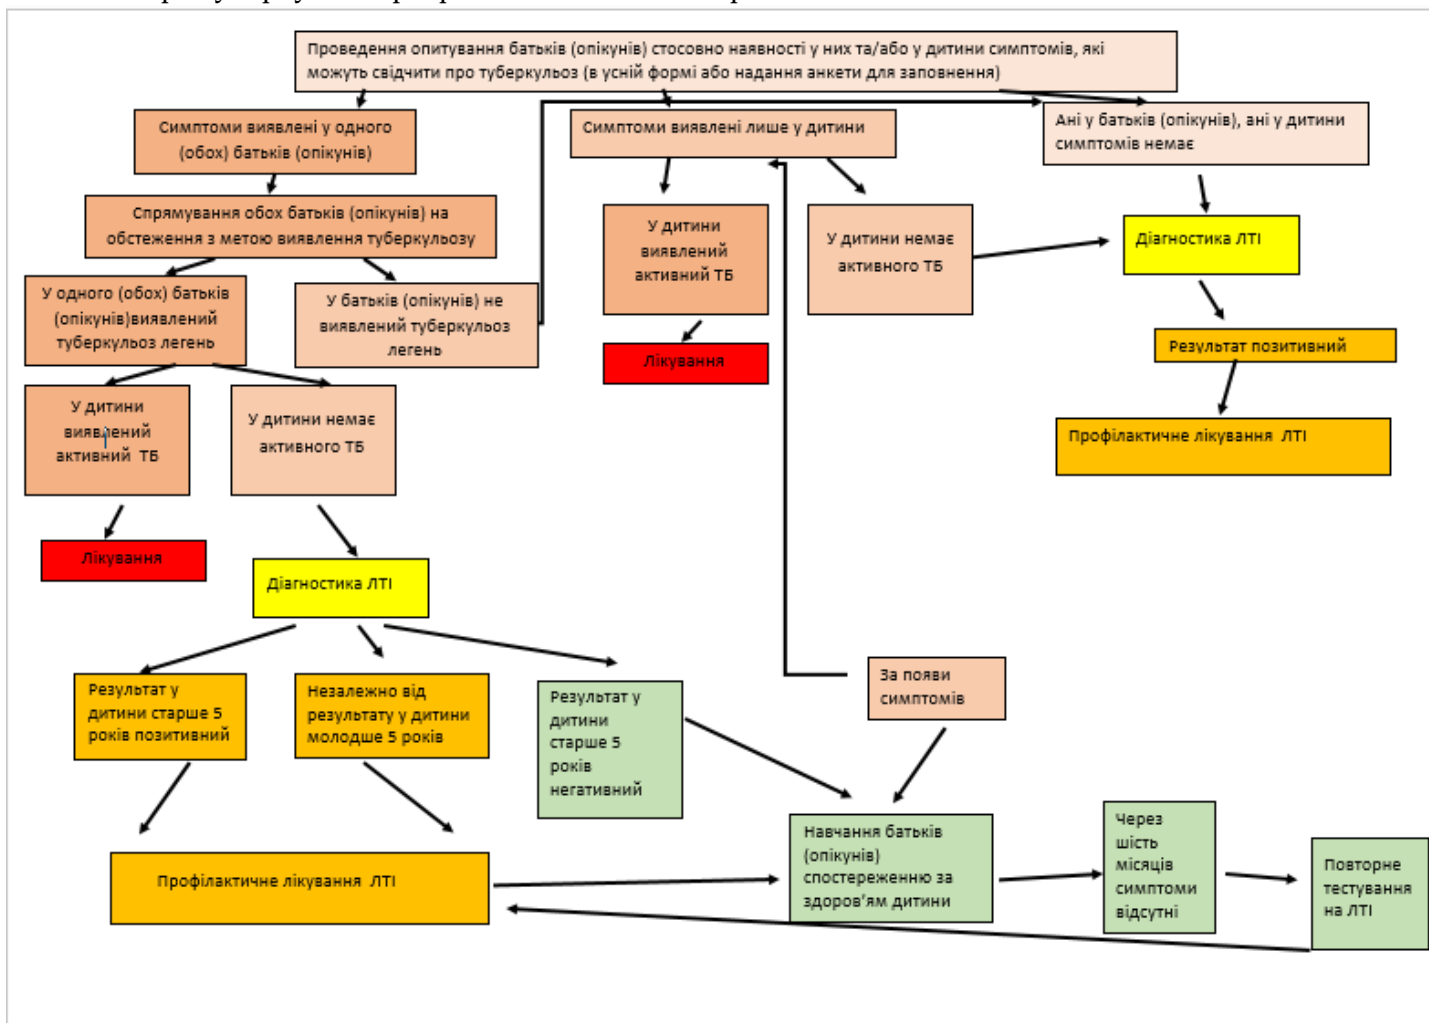 Проведення опитування батьків (опікунів) стосовно наявності у них та/або у дитини симптомів, які
можуть свідчити про туберкульоз (в усній формі або надання анкети для заповнення)
Симптоми виявлені у одного
(обох) батьків (опікунів)
Симптоми виявлені лише у дитини
Ані у батьків (опікунів), ані у дитини
симптомів немає
Спрямування обох батьків (опікунів) на
обстеження з метою виявлення туберкульозу
У дитини
виявлений
активний ТБ
У дитини немає
активного ТБ
Діагностика ЛТІ
У одного (обох) батьків
(опікунів)виявлений
туберкульоз легень
У батьків (опікунів) не
виявлений туберкульоз
легень
Лікування
Результат позитивний
У дитини
виявлений
активний ТБ
У дитини немає
активного ТБ
Профілактичне лікування ЛТІ
Лікування
Діагностика ЛТІ
Результат у
дитини старше 5
років позитивний
Незалежно від
результату у дитини
молодше 5 років
Результат у
дитини
старше 5
років
негативний
За появи
симптомів
Профілактичне лікування ЛТІ
Навчання батьків
(опікунів)
спостереженню за
здоров'ям дитини
Через
шість
місяців
симптоми
відсутні
Повторне
тестування
на ЛТІ